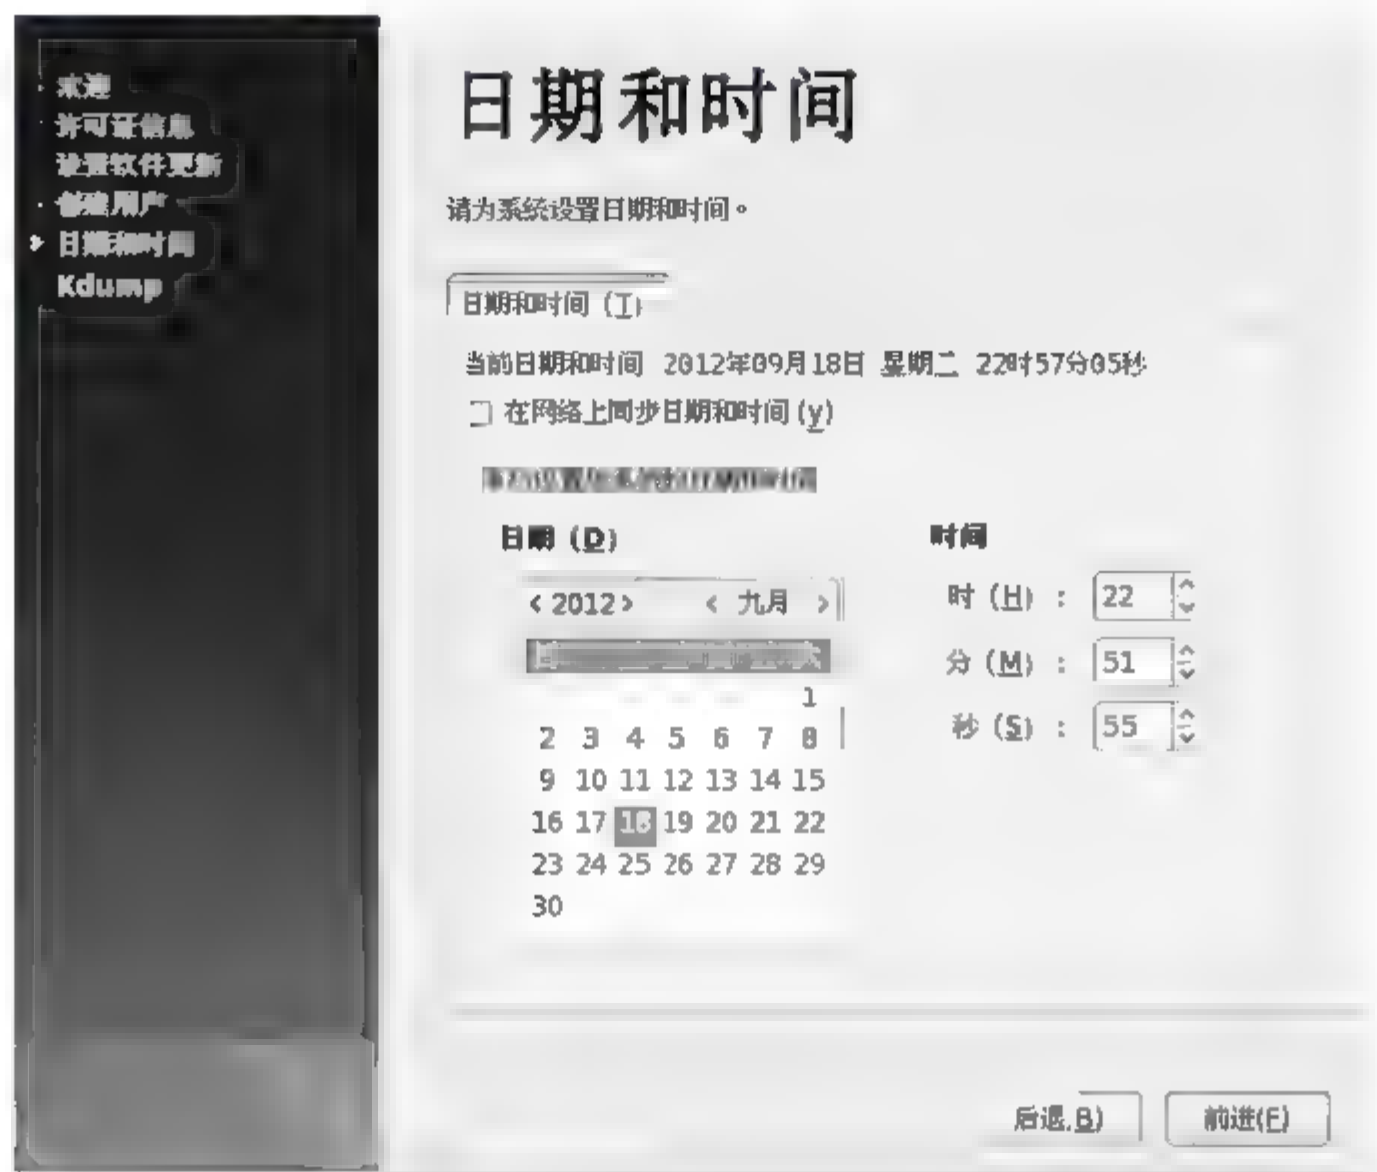 欢迎
许可证信息
设置软件更新
创建用户
日期和时间
Kdump
日期和时间
请为系统设置日期和时间。
日期和时间 (T)
当前日期和时间 2012年09月18日 星期二 22时57分05秒
在网络上同步日期和时间(y)
日期 (D)
时间
< 2012 > < 九月 >
时 (H) : 22
日 六
分 (M) : 51
1
秒 (S) : 55
2 3 4 5 6 7 8
9 10 11 12 13 14 15
16 17 18 19 20 21 22
23 24 25 26 27 28 29
30
后退(B)
前进(F)